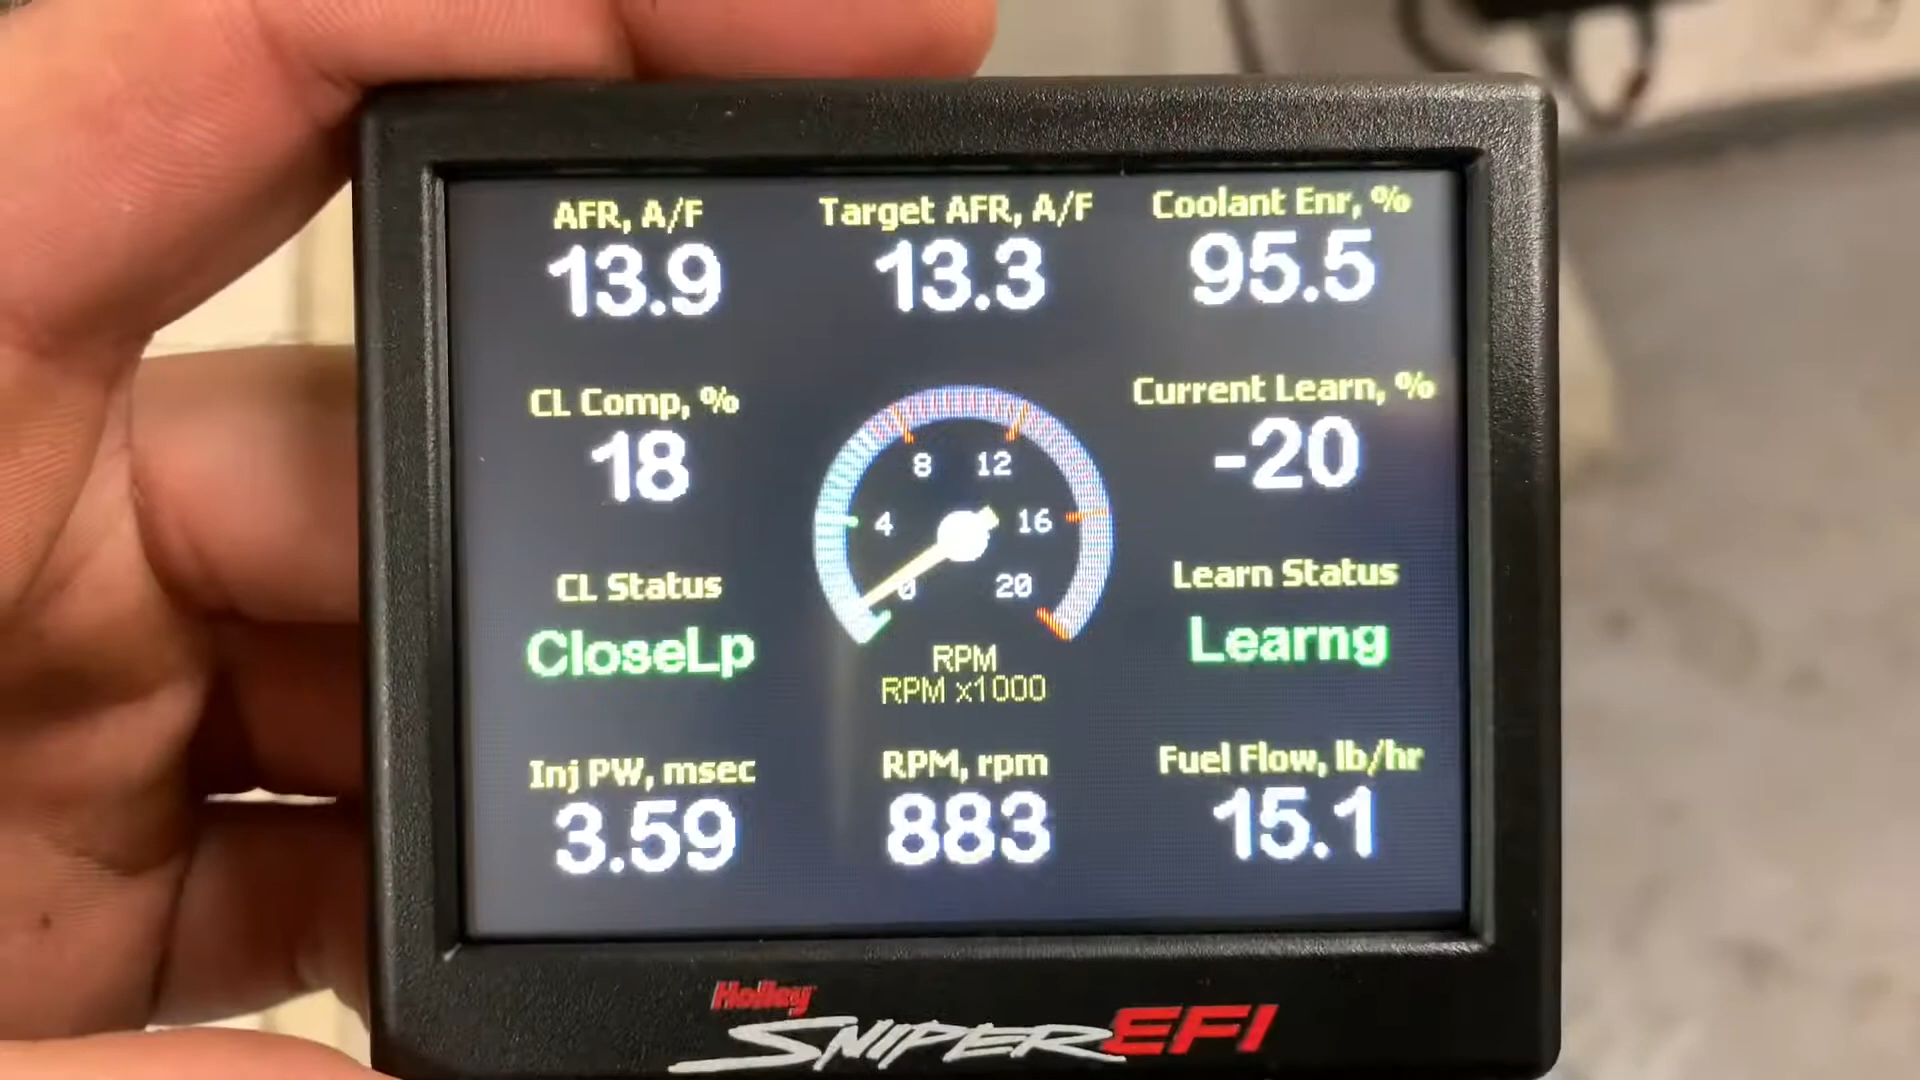 AFR, A/F
13.9
Target AFR, A/F
13.3
Coolant Enr, %
95.5
CL Comp, %
18
Current Learn, %
-20
8 12
4 16
0 20
RPM
RPM x1000
CL Status
CloseLp
Learn Status
Learng
Inj PW, msec
3.59
RPM, rpm
883
Fuel Flow, lb/hr
15.1
Holley
SNIPER EFI